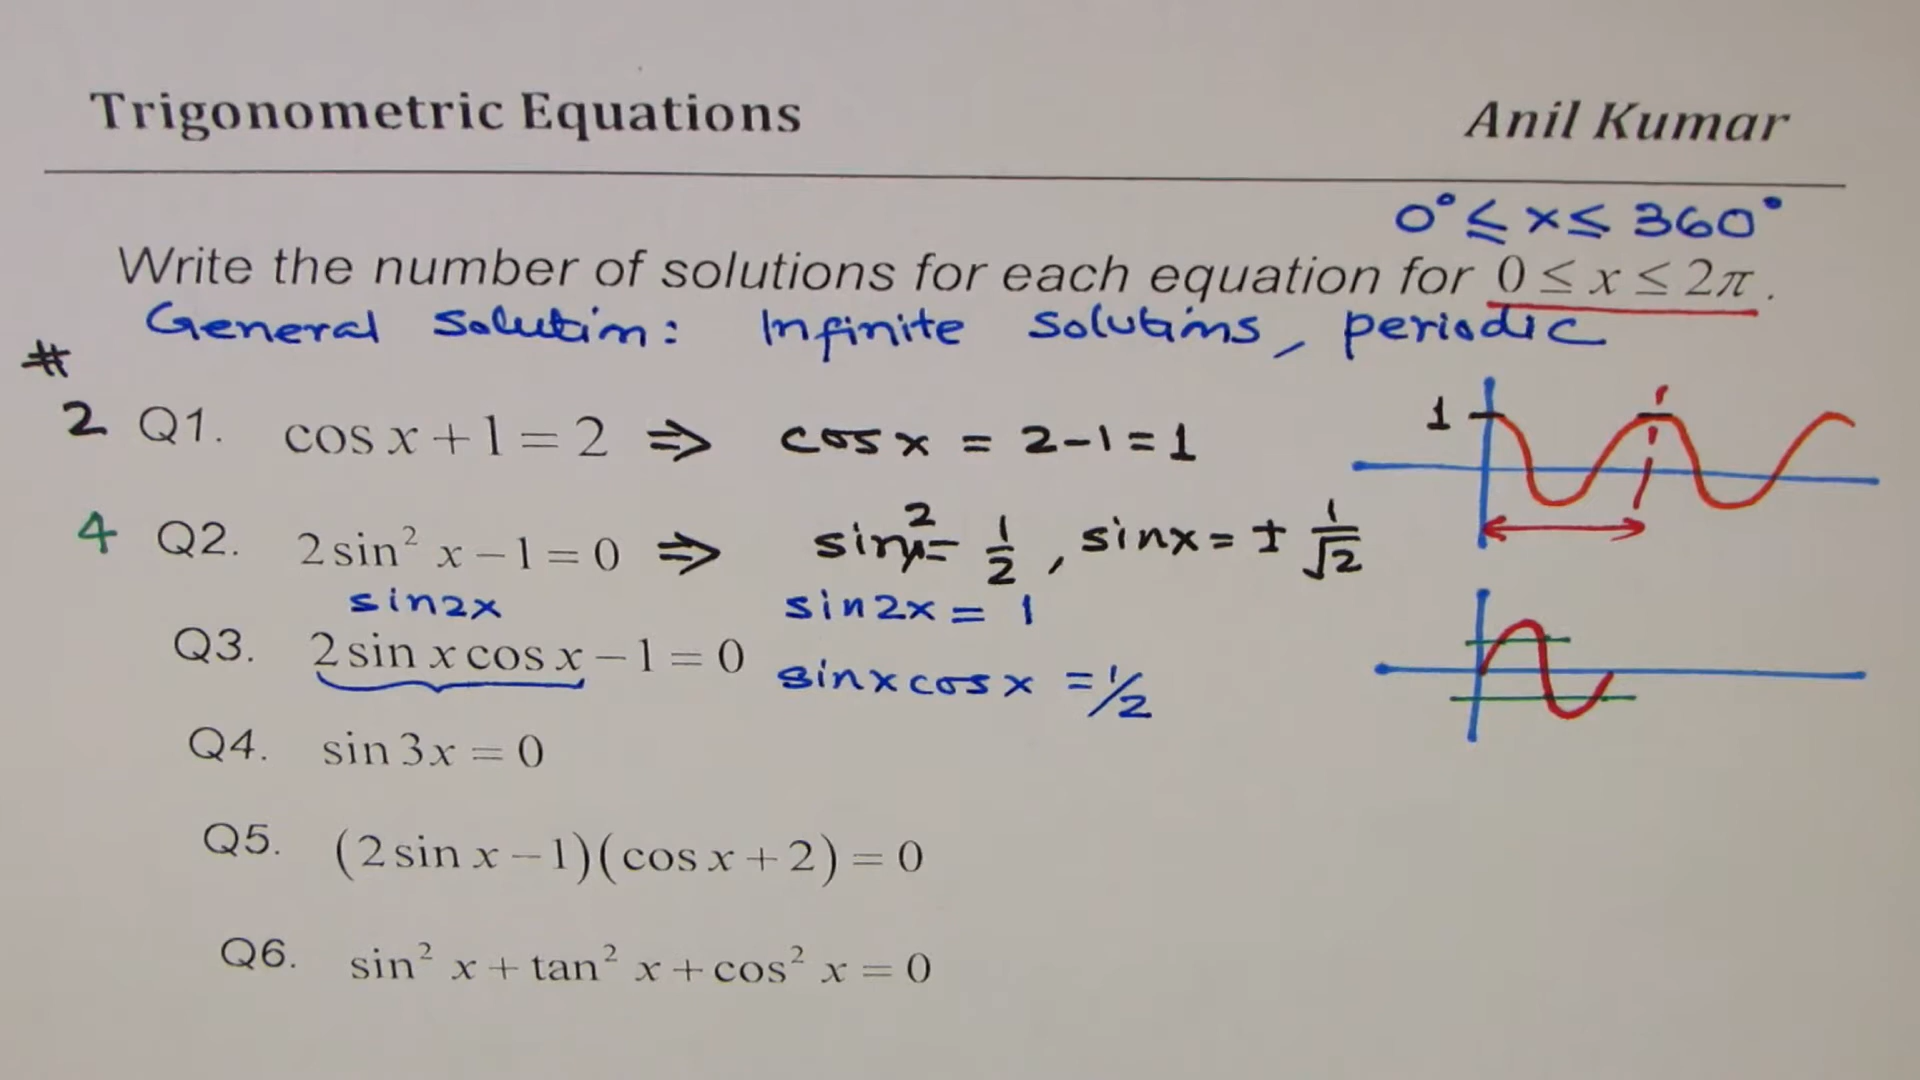 Trigonometric Equations Anil Kumar
0° ≤ x ≤ 360°
Write the number of solutions for each equation for 0 ≤ x ≤ 2π.
General Solution: Infinite Solutions, periodic
#
2 Q1. cos x + 1 = 2 ⇒ cos x = 2 - 1 = 1
1
4 Q2. 2 sin² x − 1 = 0 ⇒ sin²x = 1/2, sin x = ± 1/√2
sin2x sin2x = 1
Q3. 2 sin x cos x − 1 = 0 sinxcosx = 1/2
Q4. sin 3x = 0
Q5. (2 sin x − 1)(cos x + 2) = 0
Q6. sin² x + tan² x + cos² x = 0